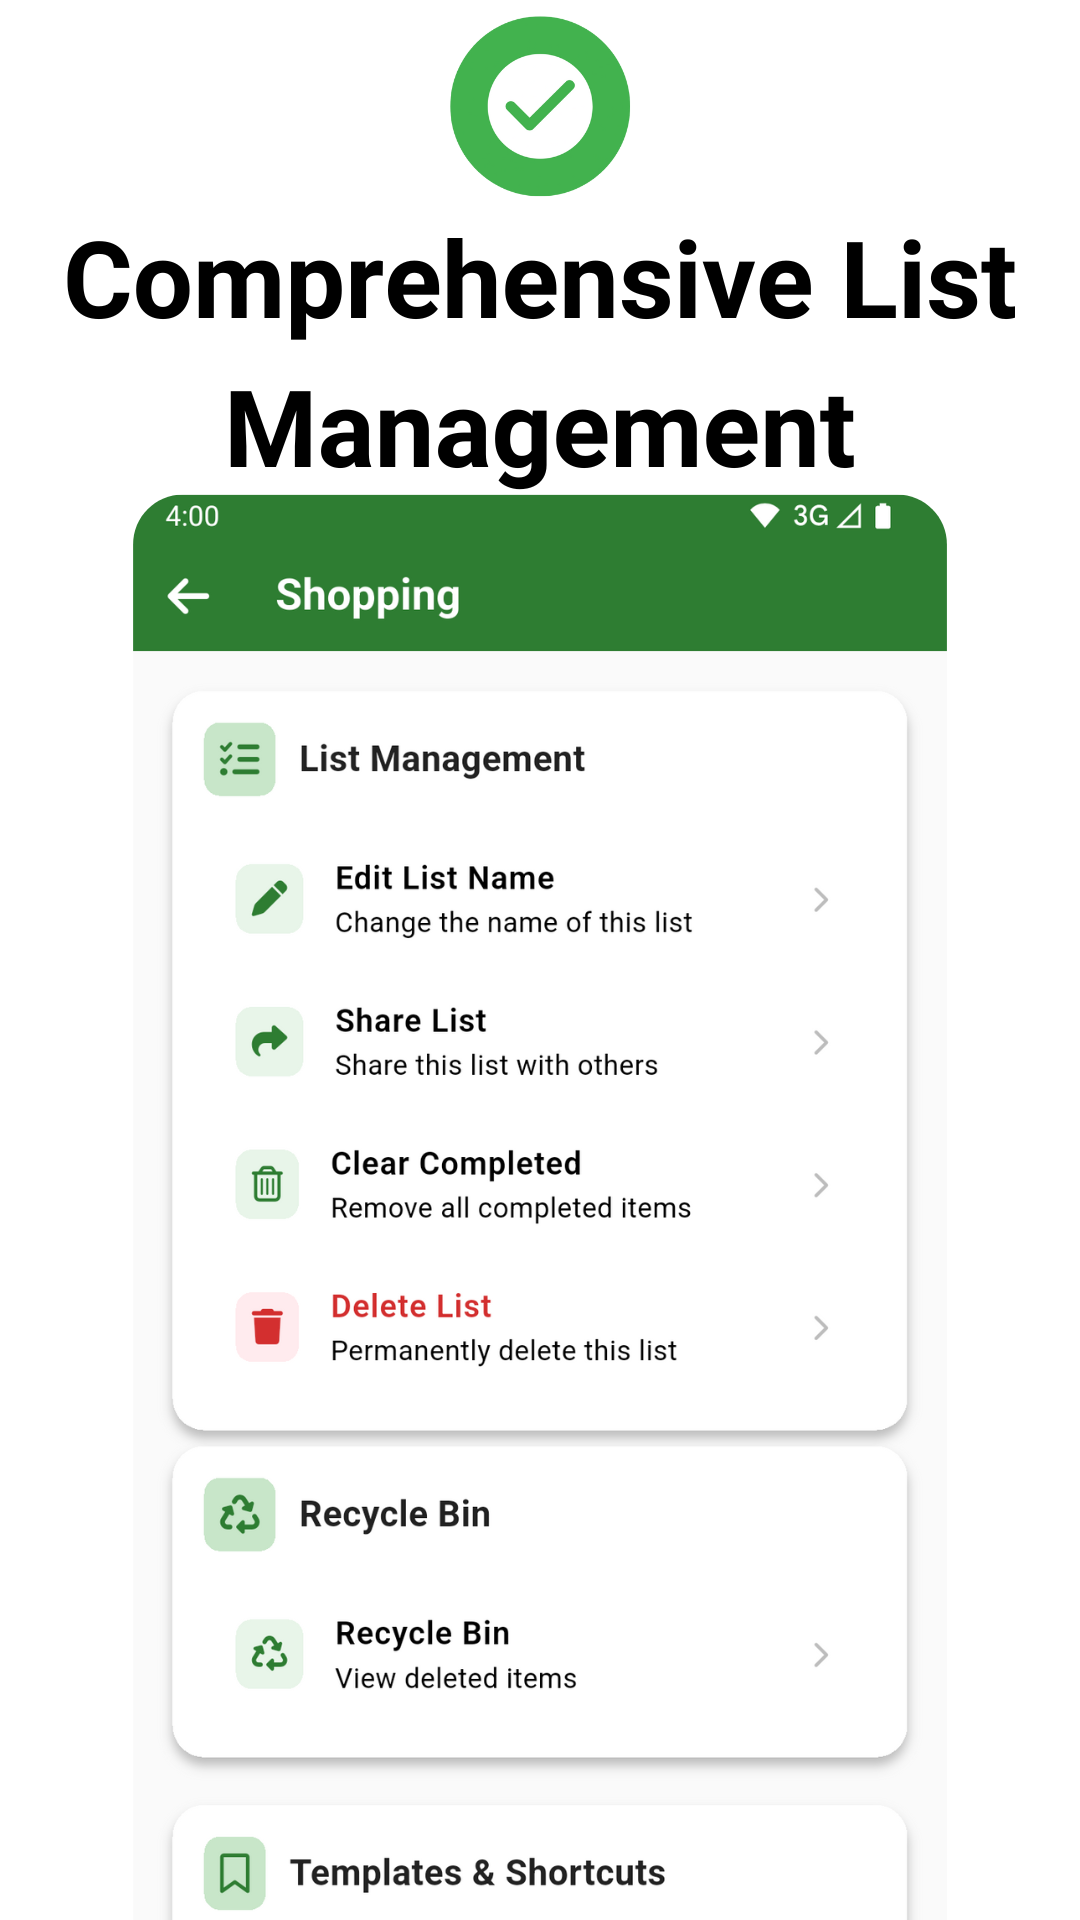 Comprehensive List
Management
4:00
3G
Shopping
List Management
Edit List Name
Change the name of this list
Share List
Share this list with others
Clear Completed
Remove all completed items
Delete List
Permanently delete this list
Recycle Bin
Recycle Bin
View deleted items
Templates & Shortcuts